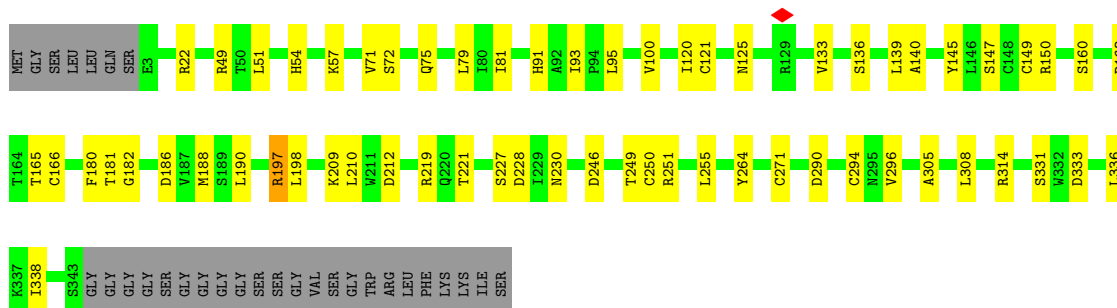 MET GLY SER LEU LEU GLN SER E3 R22 R49 T50 L51 H54 K57 V71 S72 Q75 L79 I80 I81 H91 A92 I93 P94 L95 V100 I120 C121 N125 R129 V133 S136 L139 A140 Y145 L146 S147 C148 C149 R150 S160
T164 T165 C166 F180 T181 G182 D186 V187 M188 S189 L190 R197 L198 K209 L210 W211 D212 R219 Q220 T221 S227 D228 I229 N230 D246 T249 C250 R251 L255 Y264 C271 D290 C294 N295 V296 A305 L308 R314 S331 W332 D333 L336
K337 I338 S343 GLY GLY GLY GLY SER GLY GLY GLY GLY SER SER GLY VAL SER GLY TRP ARG LEU PHE LYS LYS ILE SER